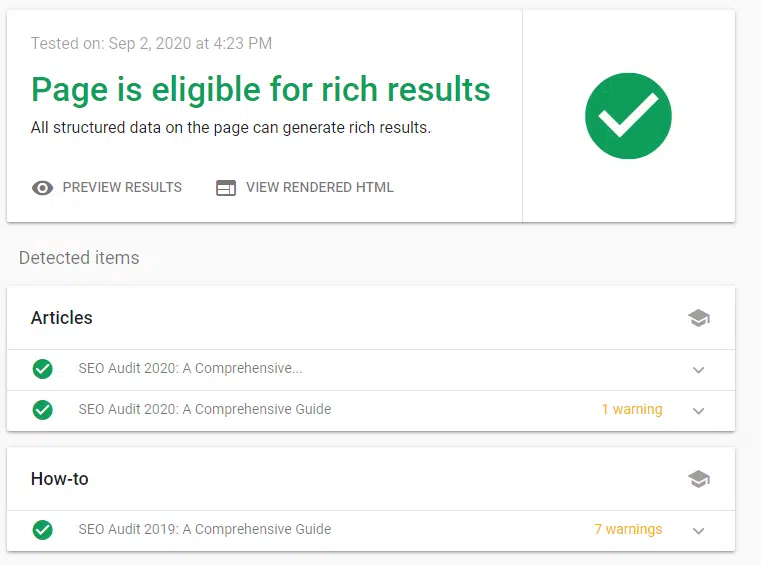 Tested on: Sep 2, 2020 at 4:23 PM
Page is eligible for rich results
All structured data on the page can generate rich results.
PREVIEW RESULTS VIEW RENDERED HTML
Detected items
Articles
SEO Audit 2020: A Comprehensive...
SEO Audit 2020: A Comprehensive Guide 1 warning
How-to
SEO Audit 2019: A Comprehensive Guide 7 warnings